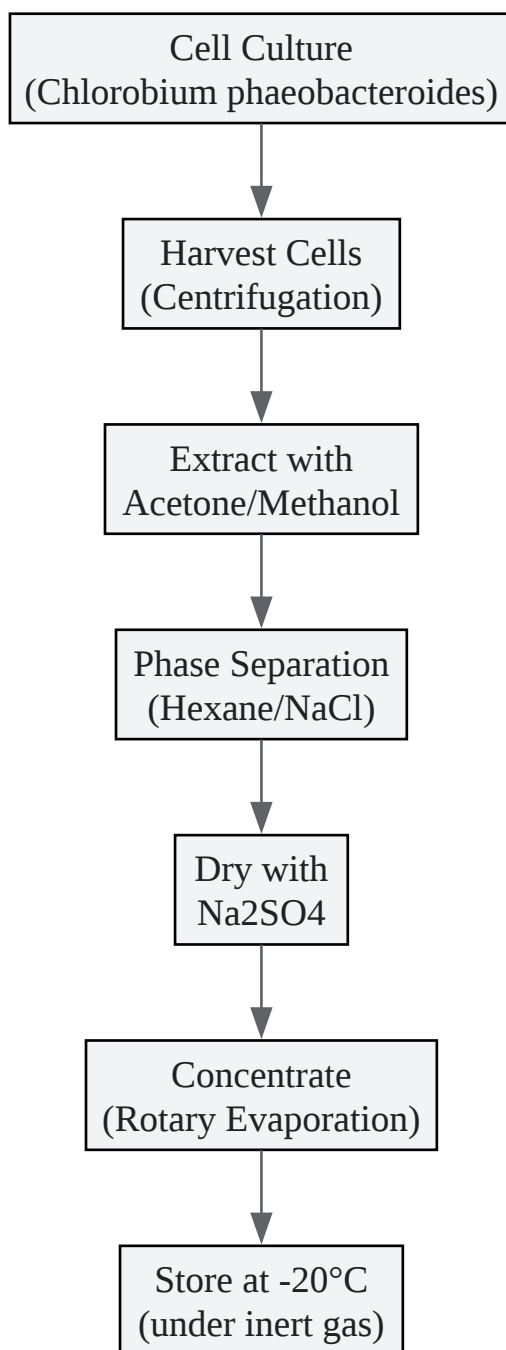 Cell Culture
(Chlorobium phaeobacteroides)
Harvest Cells
(Centrifugation)
Extract with
Acetone/Methanol
Phase Separation
(Hexane/NaCl)
Dry with
Na2SO4
Concentrate
(Rotary Evaporation)
Store at -20°C
(under inert gas)